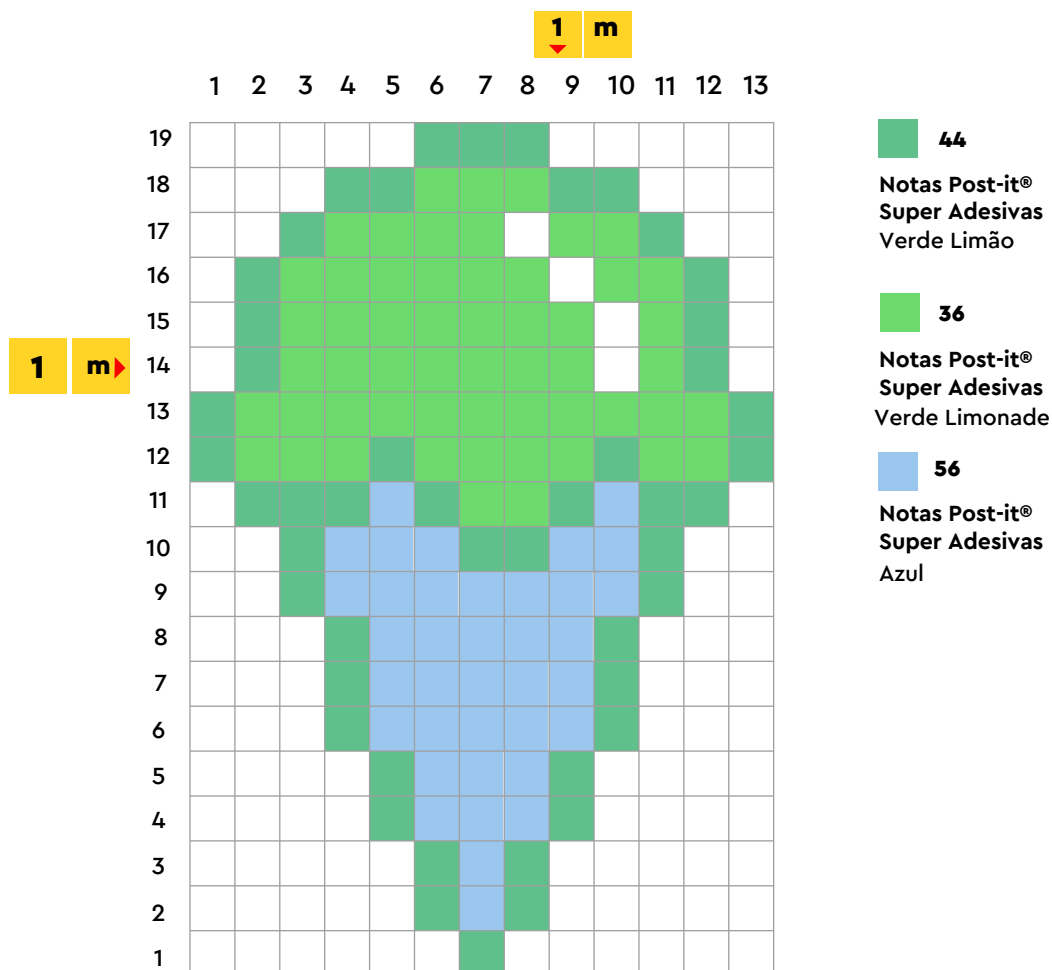 1 m
1 2 3 4 5 6 7 8 9 10 11 12 13
19
18
17
16
15
1 m 14
13
12
11
10
9
8
7
6
5
4
3
2
1
44
Notas Post-it®
Super Adesivas
Verde Limão
36
Notas Post-it®
Super Adesivas
Verde Limonade
56
Notas Post-it®
Super Adesivas
Azul